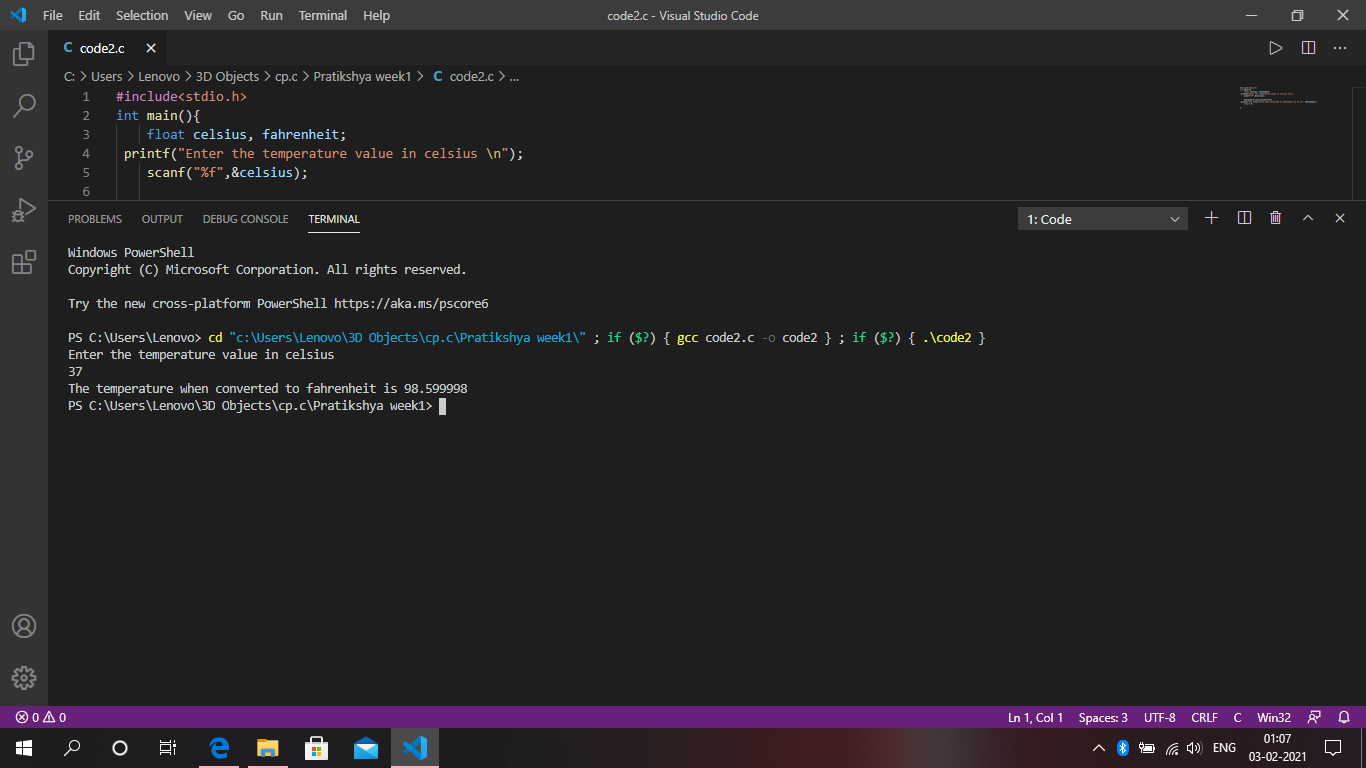 File Edit Selection View Go Run Terminal Help code2.c - Visual Studio Code
C code2.c
C: > Users > Lenovo > 3D Objects > cp.c > Pratikshya week1 > C code2.c > ...
1 #include<stdio.h>
2 int main(){
3 float celsius, fahrenheit;
4 printf("Enter the temperature value in celsius \n");
5 scanf("%f",&celsius);
6
PROBLEMS OUTPUT DEBUG CONSOLE TERMINAL 1: Code
Windows PowerShell
Copyright (C) Microsoft Corporation. All rights reserved.
Try the new cross-platform PowerShell https://aka.ms/pscore6
PS C:\Users\Lenovo> cd "c:\Users\Lenovo\3D Objects\cp.c\Pratikshya week1\" ; if ($?) { gcc code2.c -o code2 } ; if ($?) { .\code2 }
Enter the temperature value in celsius
37
The temperature when converted to fahrenheit is 98.599998
PS C:\Users\Lenovo\3D Objects\cp.c\Pratikshya week1>
0 0 Ln 1, Col 1 Spaces: 3 UTF-8 CRLF C Win32
ENG 01:07
03-02-2021